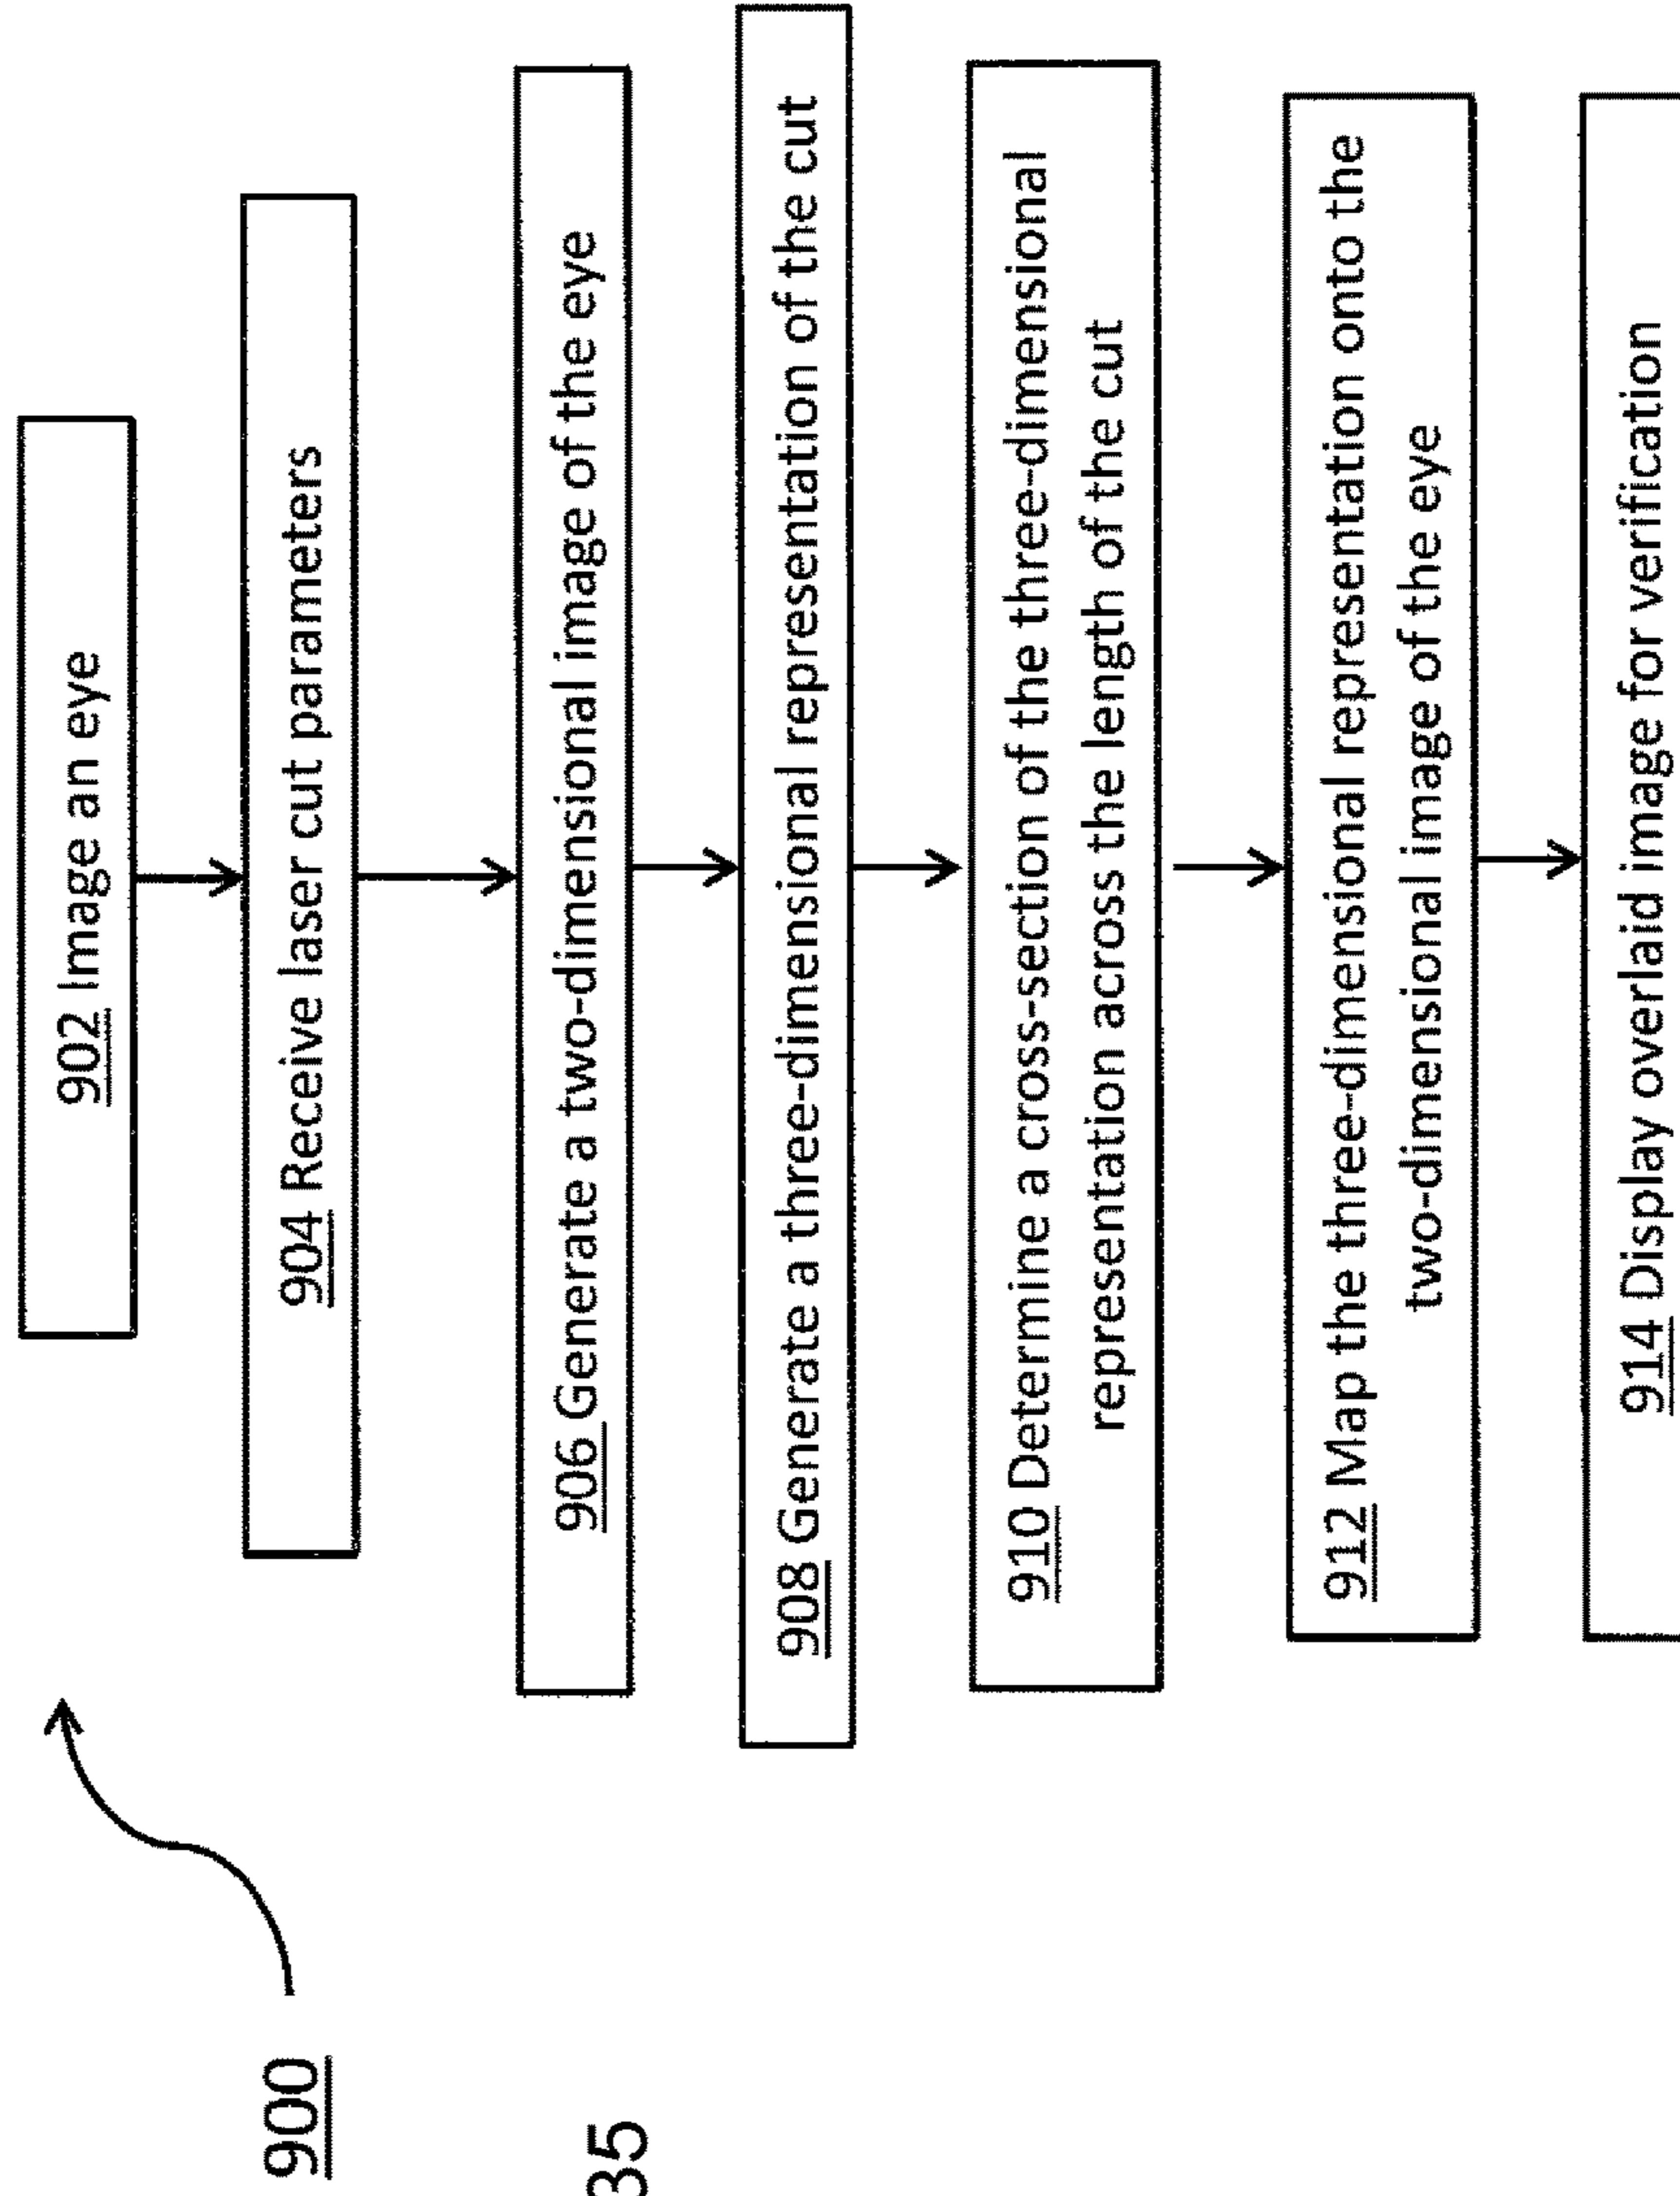 902 Image an eye
904 Receive laser cut parameters
906 Generate a two-dimensional image of the eye
908 Generate a three-dimensional representation of the cut
910 Determine a cross-section of the three-dimensional
representation across the length of the cut
912 Map the three-dimensional representation onto the
two-dimensional image of the eye
914 Display overlaid image for verification
900
35